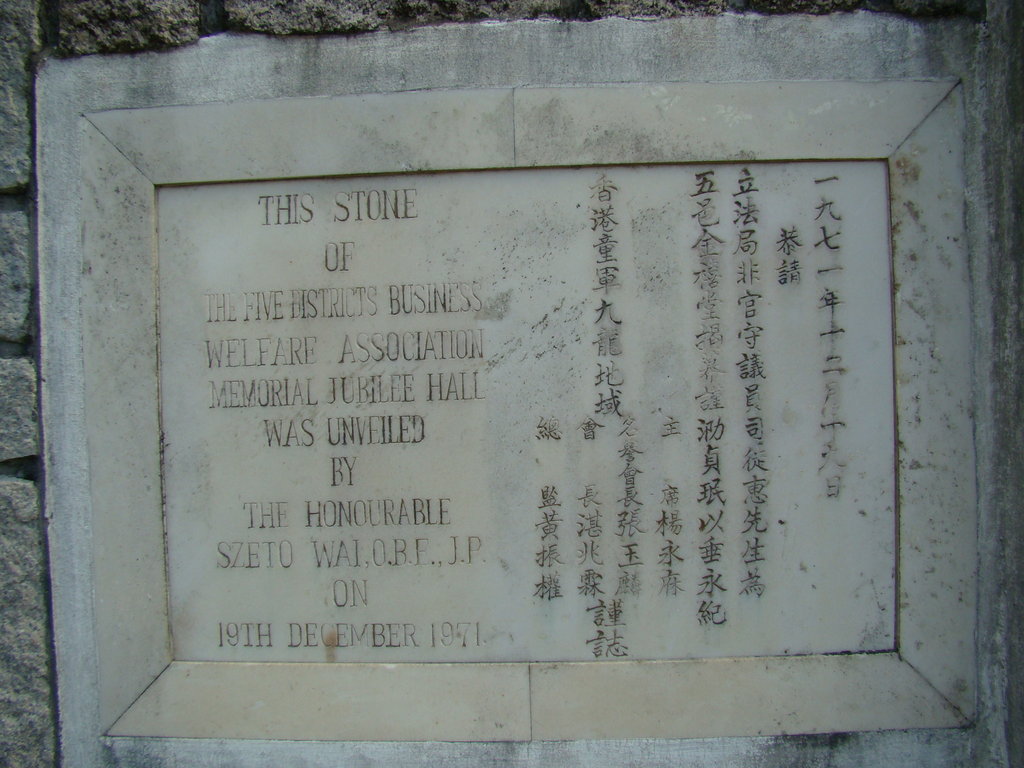 THIS STONE
OF
THE FIVE DISTRICTS BUSINESS
WELFARE ASSOCIATION
MEMORIAL JUBILEE HALL
WAS UNVEILED
BY
THE HONOURABLE
SZETO WAI, O.B.E., J.P.
ON
19TH DECEMBER 1971.
一九七一年十二月十九日
恭請
立法局非官守議員司徒惠先生為
五邑金禧堂揭幕謹泐貞珉以垂永紀
香港童軍九龍地域
主席楊永庥
名譽會長張玉麟
會長湛兆霖
總監黃振權
謹誌